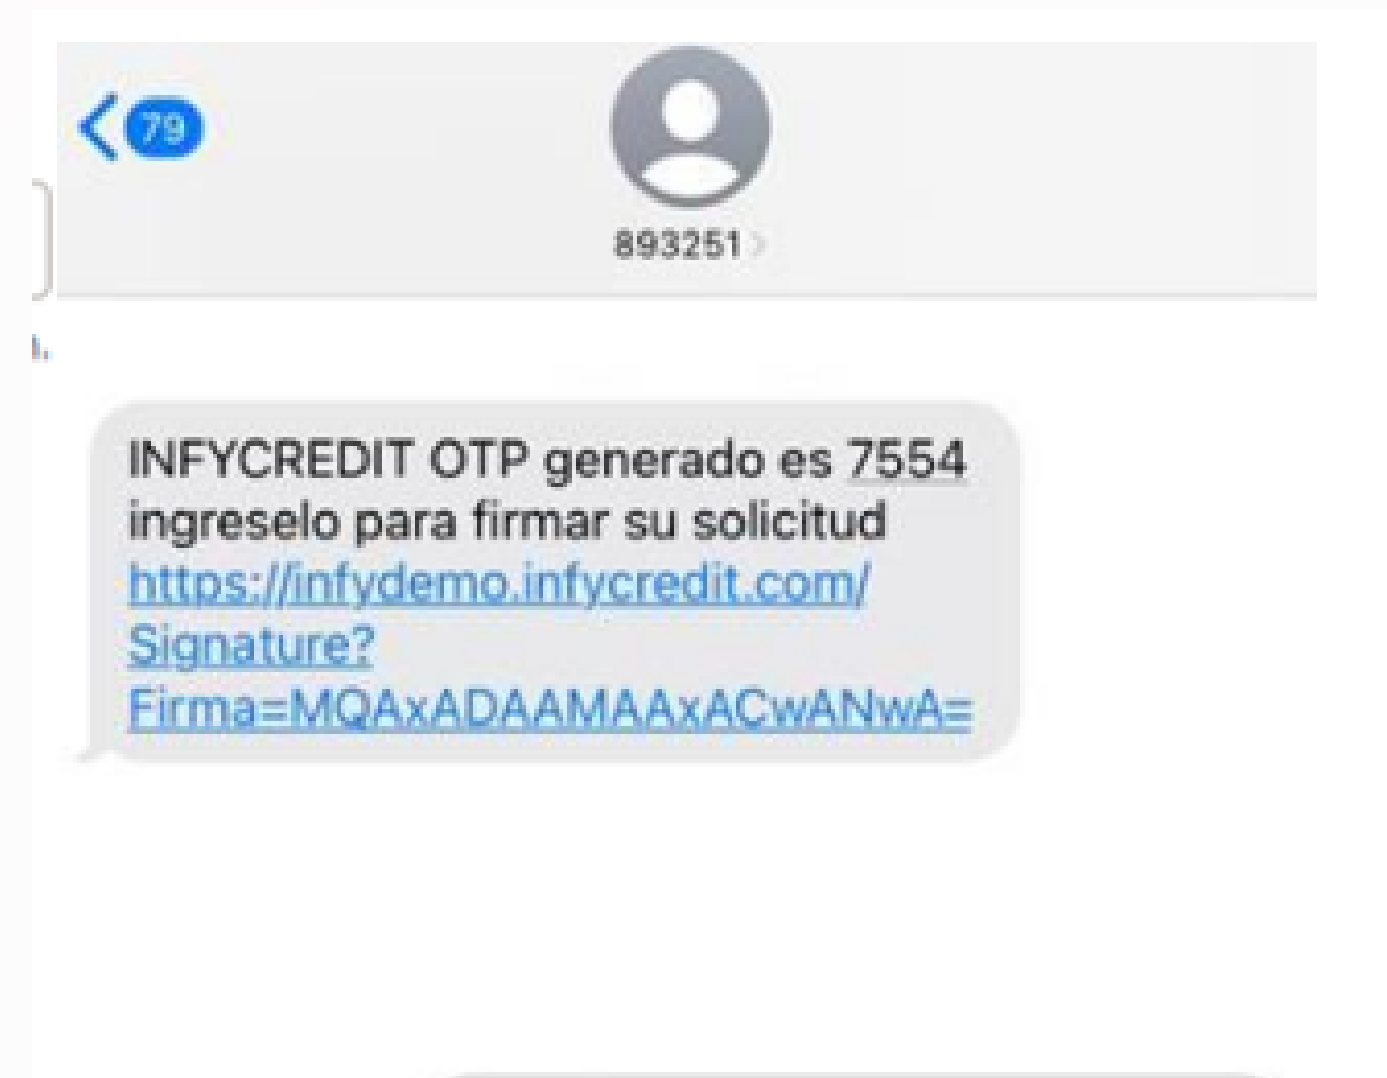 79
893251
INFYCREDIT OTP generado es 7554
ingreselo para firmar su solicitud
https://infydemo.infycredit.com/
Signature?
Firma=MQAxADAAMAAxACwANwA=